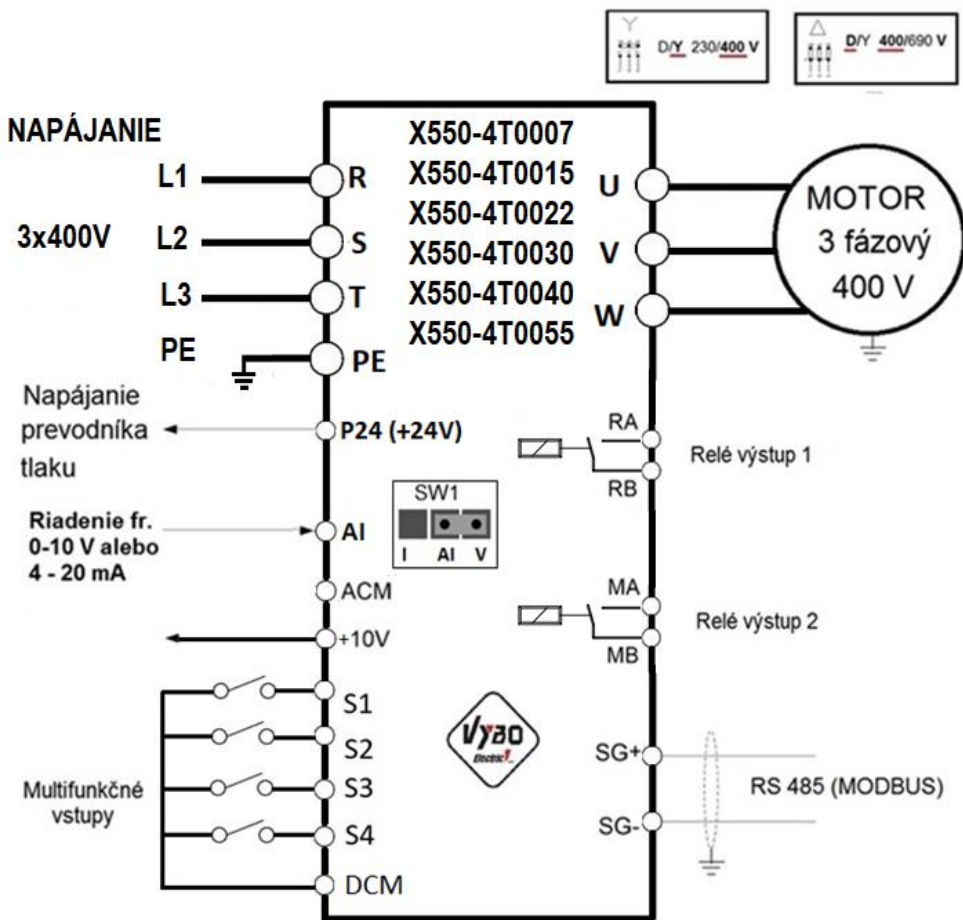 D/Y 230/400 V
D/Y 400/690 V
NAPÁJANIE
3x400V
L1
L2
L3
PE
R
S
T
PE
X550-4T0007
X550-4T0015
X550-4T0022
X550-4T0030
X550-4T0040
X550-4T0055
U
V
W
MOTOR
3 fázový
400 V
Napájanie
prevodníka
tlaku
P24 (+24V)
RA
RB
Relé výstup 1
Riadenie fr.
0-10 V alebo
4 - 20 mA
AI
SW1
I AI V
ACM
+10V
MA
MB
Relé výstup 2
Multifunkčné
vstupy
S1
S2
S3
S4
DCM
VYBO
Electric
SG+
SG-
RS 485 (MODBUS)